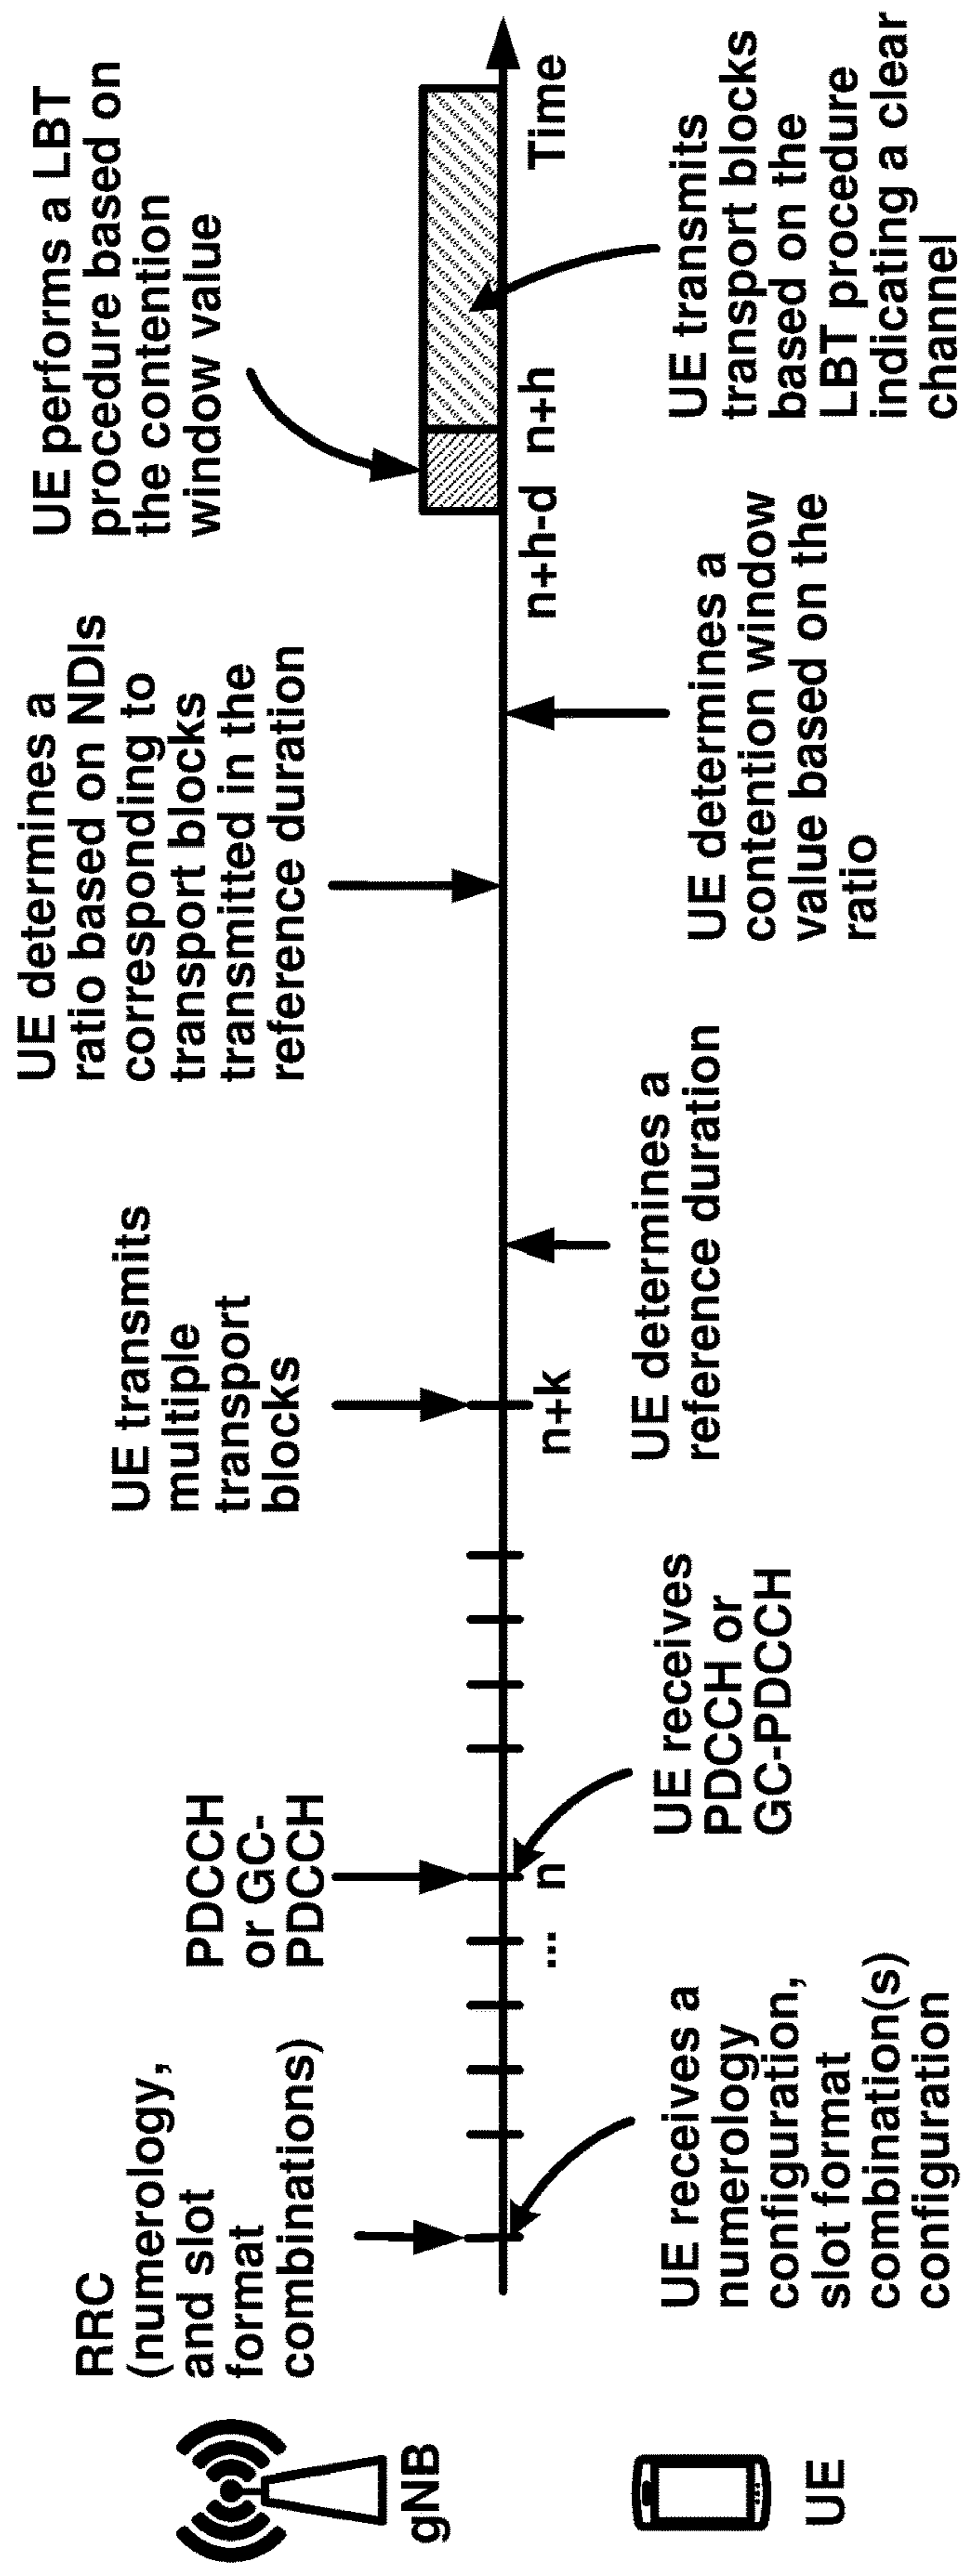 gNB
RRC
(numerology,
and slot
format
combinations)
PDCCH
or GC-
PDCCH
UE transmits
multiple
transport
blocks
UE determines a
ratio based on NDIs
corresponding to
transport blocks
transmitted in the
reference duration
UE performs a LBT
procedure based on
the contention
window value
...
n
n+k
n+h-d
n+h
Time
UE
UE receives a
numerology
configuration,
slot format
combination(s)
configuration
UE receives
PDCCH or
GC-PDCCH
UE determines a
reference duration
UE determines a
contention window
value based on the
ratio
UE transmits
transport blocks
based on the
LBT procedure
indicating a clear
channel